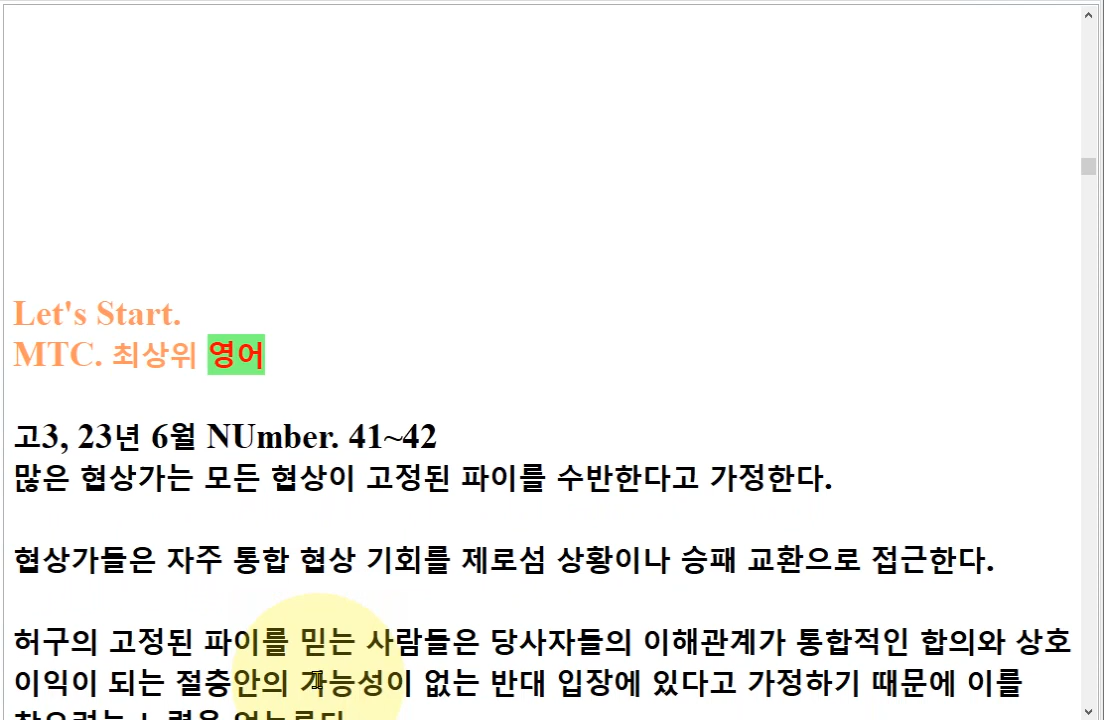 Let's Start.
MTC. 최상위 영어
고3, 23년 6월 NUmber. 41~42
많은 협상가는 모든 협상이 고정된 파이를 수반한다고 가정한다.
협상가들은 자주 통합 협상 기회를 제로섬 상황이나 승패 교환으로 접근한다.
허구의 고정된 파이를 믿는 사람들은 당사자들의 이해관계가 통합적인 합의와 상호
이익이 되는 절충안의 가능성이 없는 반대 입장에 있다고 가정하기 때문에 이를